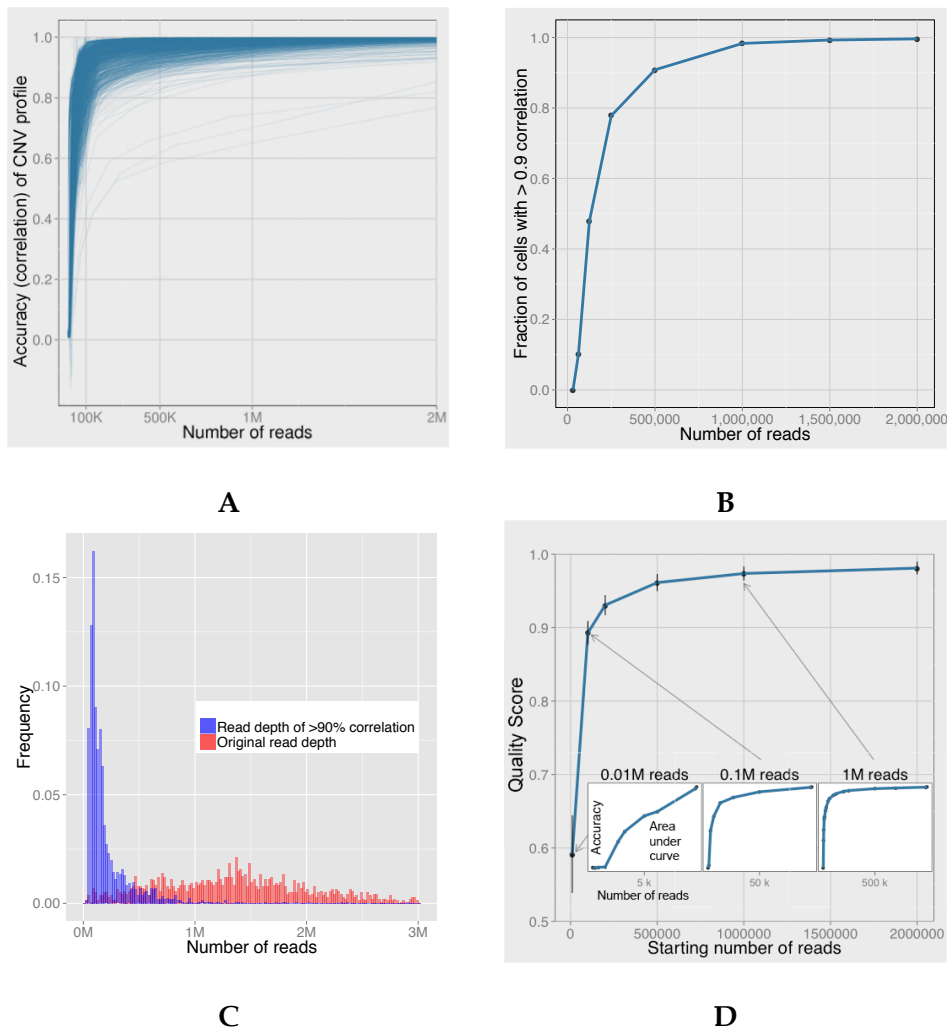 Accuracy (correlation) of CNV profile
1.0
0.8
0.6
0.4
0.2
0.0
100K 500K 1M 2M
Number of reads
A
Fraction of cells with > 0.9 correlation
1.0
0.8
0.6
0.4
0.2
0.0
0 500,000 1,000,000 1,500,000 2,000,000
Number of reads
B
Frequency
0.15
0.10
0.05
0.00
Read depth of >90% correlation
Original read depth
0M 1M 2M 3M
Number of reads
C
Quality Score
1.0
0.9
0.8
0.7
0.6
0.5
0.01M reads 0.1M reads 1M reads
Accuracy
Area
under
curve
5 k 50 k 500 k
Number of reads
0 500000 1000000 1500000 2000000
Starting number of reads
D